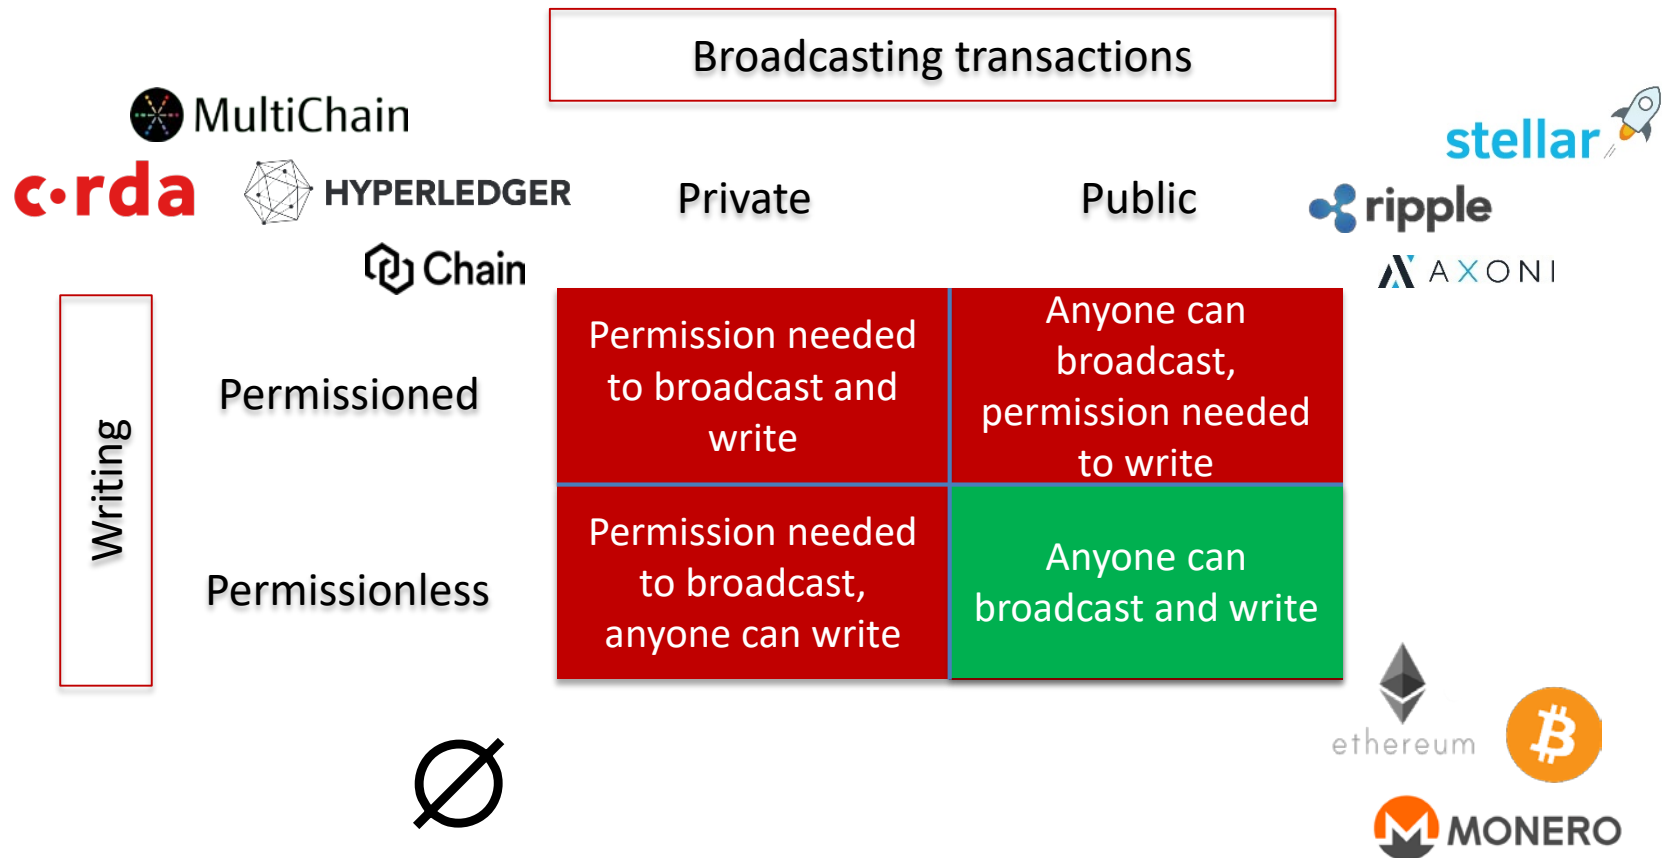 Broadcasting transactions
MultiChain
stellar
c·rda
HYPERLEDGER
Private
Public
ripple
Chain
AXONI
Writing
Permissioned
Permission needed
to broadcast and
write
Anyone can
broadcast,
permission needed
to write
Permissionless
Permission needed
to broadcast,
anyone can write
Anyone can
broadcast and write
ethereum
∅
MONERO